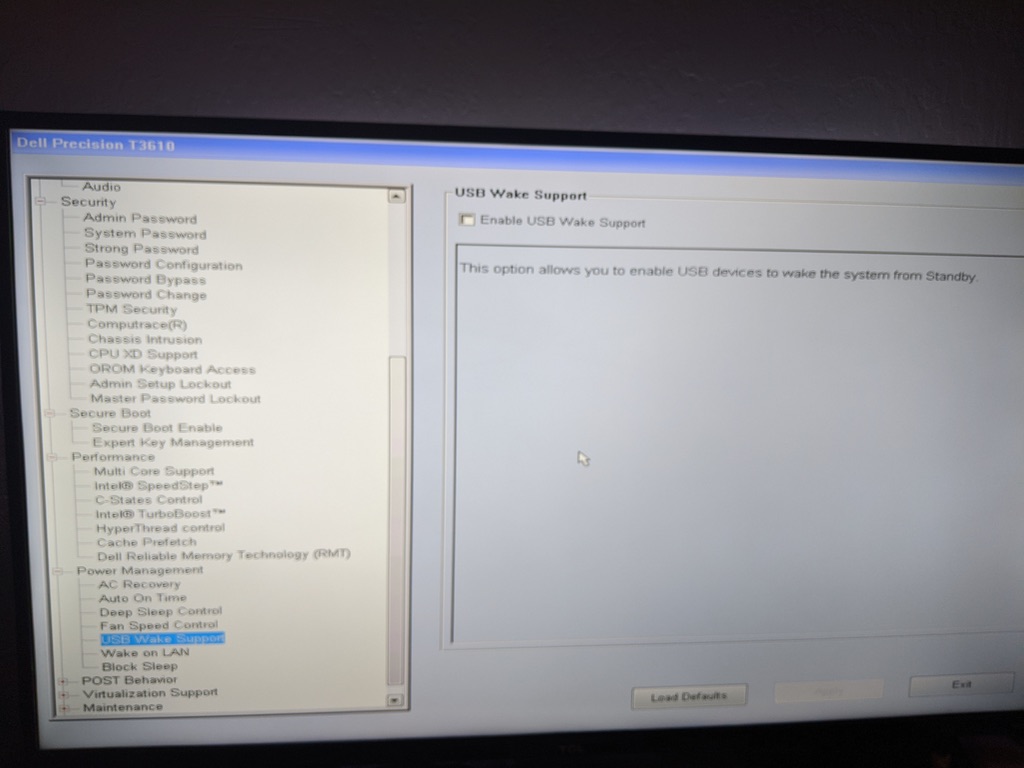 Dell Precision T3610
Audio
Security
Admin Password
System Password
Strong Password
Password Configuration
Password Bypass
Password Change
TPM Security
Computrace(R)
Chassis Intrusion
CPU XD Support
OROM Keyboard Access
Admin Setup Lockout
Master Password Lockout
Secure Boot
Secure Boot Enable
Expert Key Management
Performance
Multi Core Support
Intel® SpeedStep™
C-States Control
Intel® TurboBoost™
HyperThread control
Cache Prefetch
Dell Reliable Memory Technology (RMT)
Power Management
AC Recovery
Auto On Time
Deep Sleep Control
Fan Speed Control
USB Wake Support
Wake on LAN
Block Sleep
POST Behavior
Virtualization Support
Maintenance
USB Wake Support
Enable USB Wake Support
This option allows you to enable USB devices to wake the system from Standby.
Load Defaults
Exit